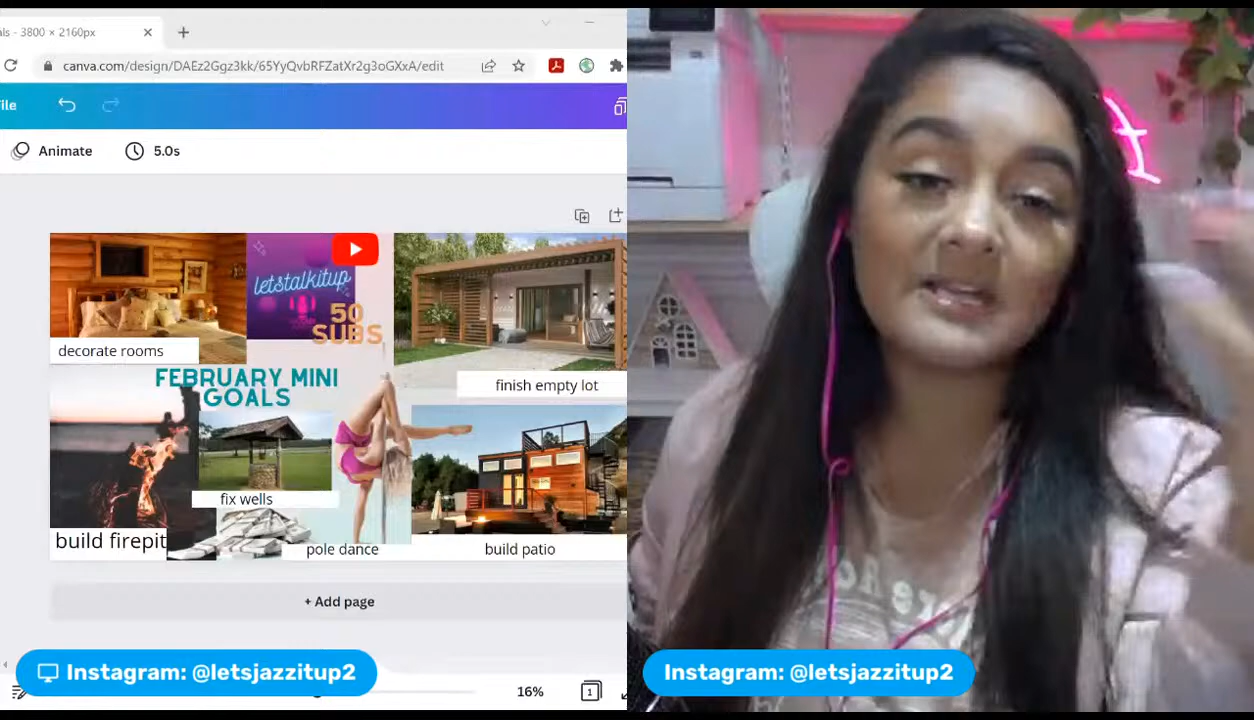 als - 3800 × 2160px
canva.com/design/DAEz2Ggz3kk/65YyQvbRFZatXr2g3oGXxA/edit
File
Animate
5.0s
letstalkitup
50
SUBS
decorate rooms
finish empty lot
FEBRUARY MINI
GOALS
fix wells
build firepit
pole dance
build patio
+ Add page
Instagram: @letsjazzitup2
16%
1
Instagram: @letsjazzitup2